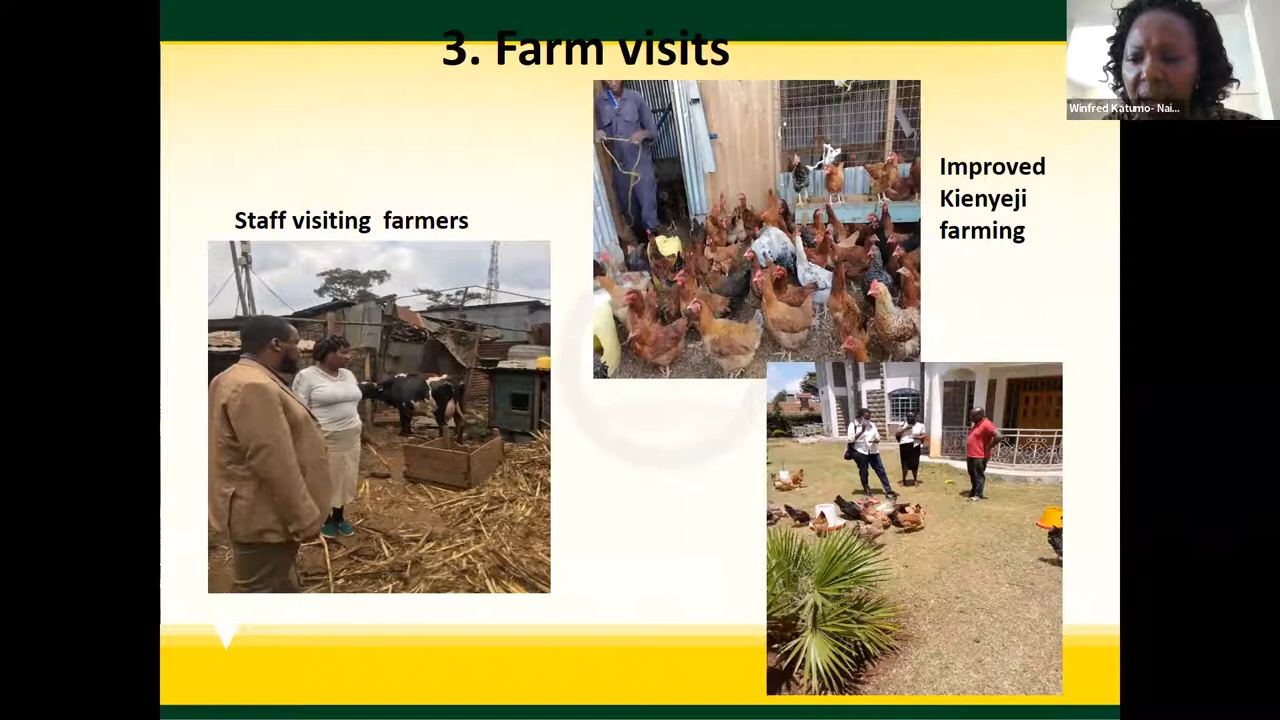 3. Farm visits
Winfred Katumo- Nai...
Improved
Kienyeji
farming
Staff visiting farmers